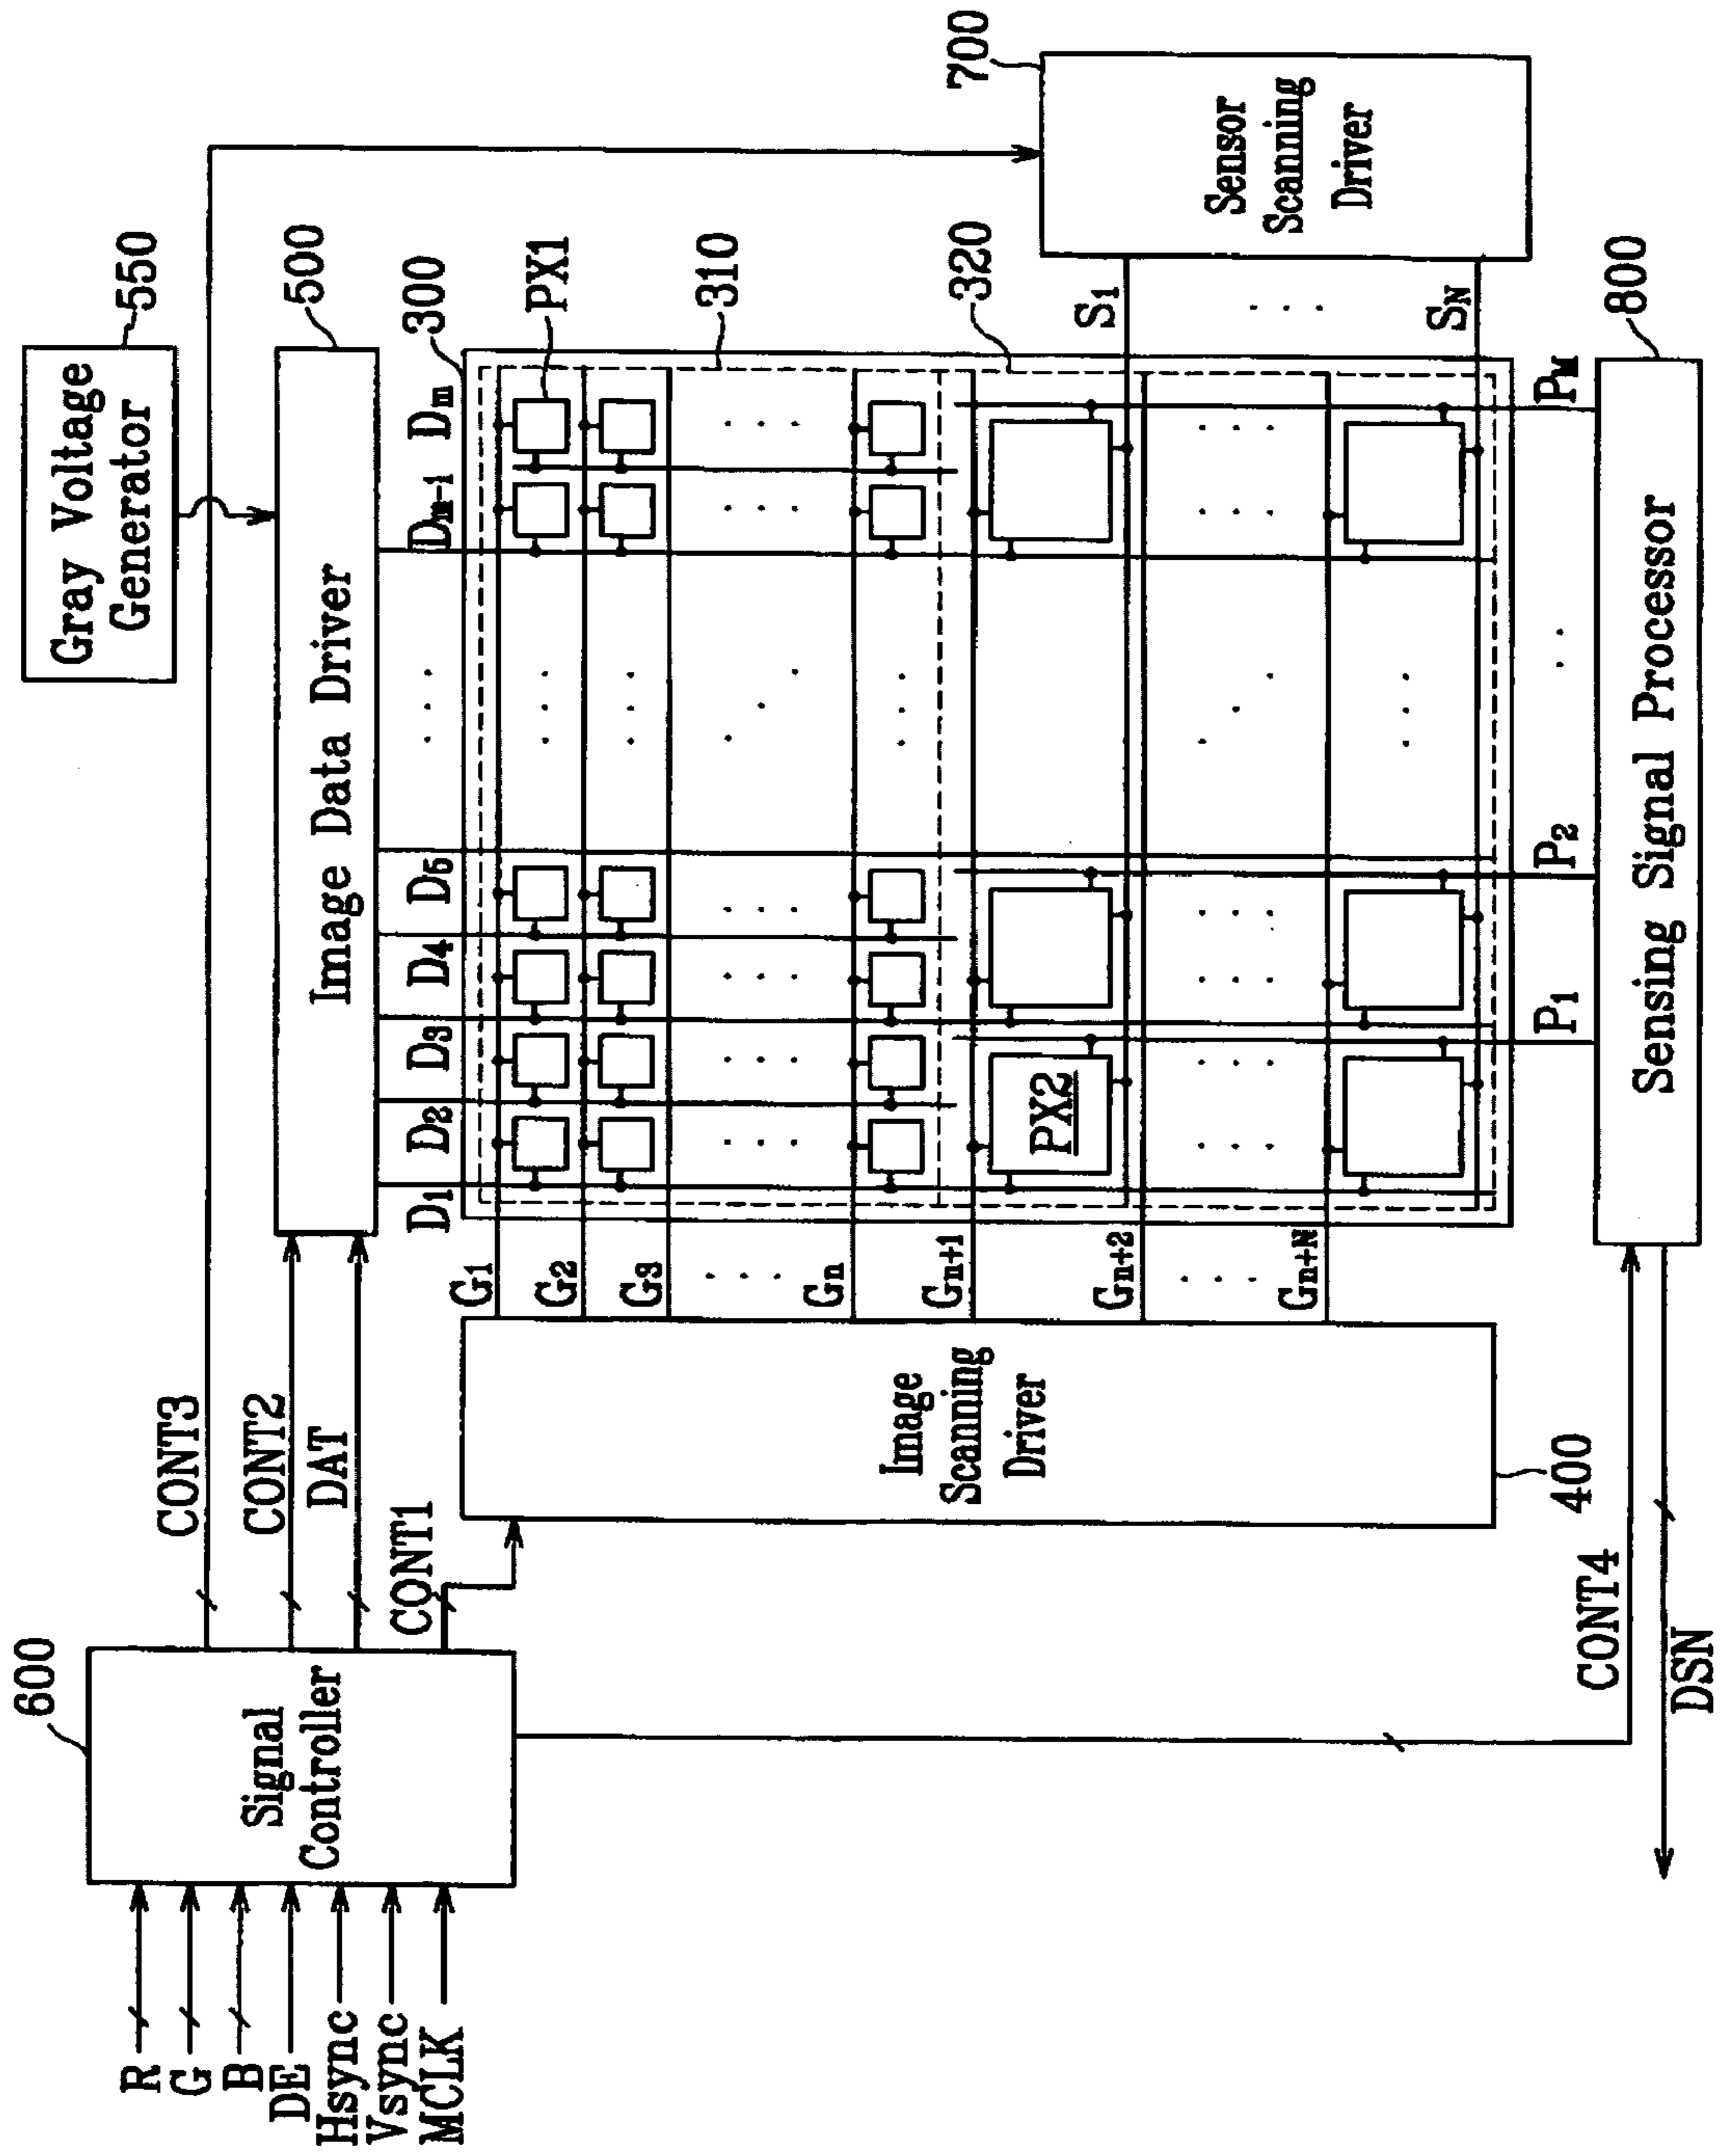 Gray Voltage
Generator
550
Image Data Driver
500
600
Signal
Controller
R
G
B
DE
Hsync
Vsync
MCLK
CONT3
CONT2
DAT
CONT1
D1
D2
D3
D4
D5
Dm-1
Dm
300
PX1
310
320
700
Sensor
Scanning
Driver
G1
G2
G3
Gn
Gn+1
Gn+2
Gn+N
Image
Scanning
Driver
400
PX2
S1
SN
P1
P2
PM
Sensing Signal Processor
800
CONT4
DSN